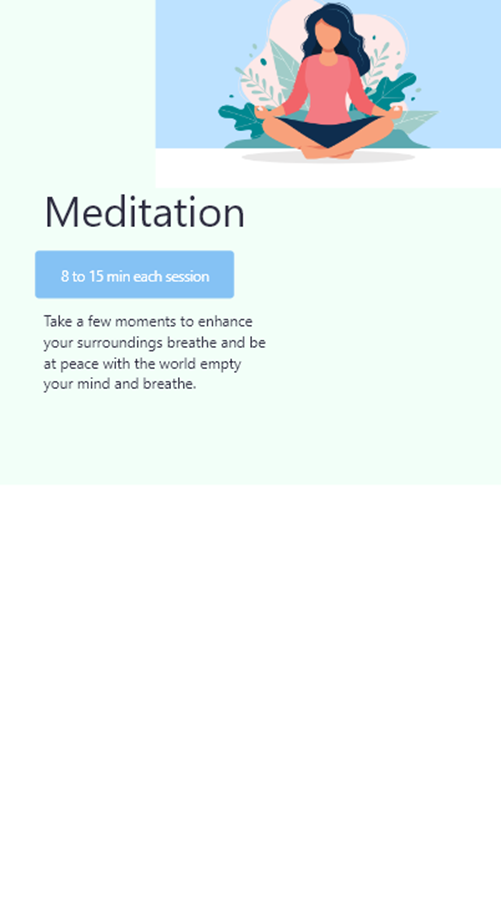 Meditation
8 to 15 min each session
Take a few moments to enhance
your surroundings breathe and be
at peace with the world empty
your mind and breathe.